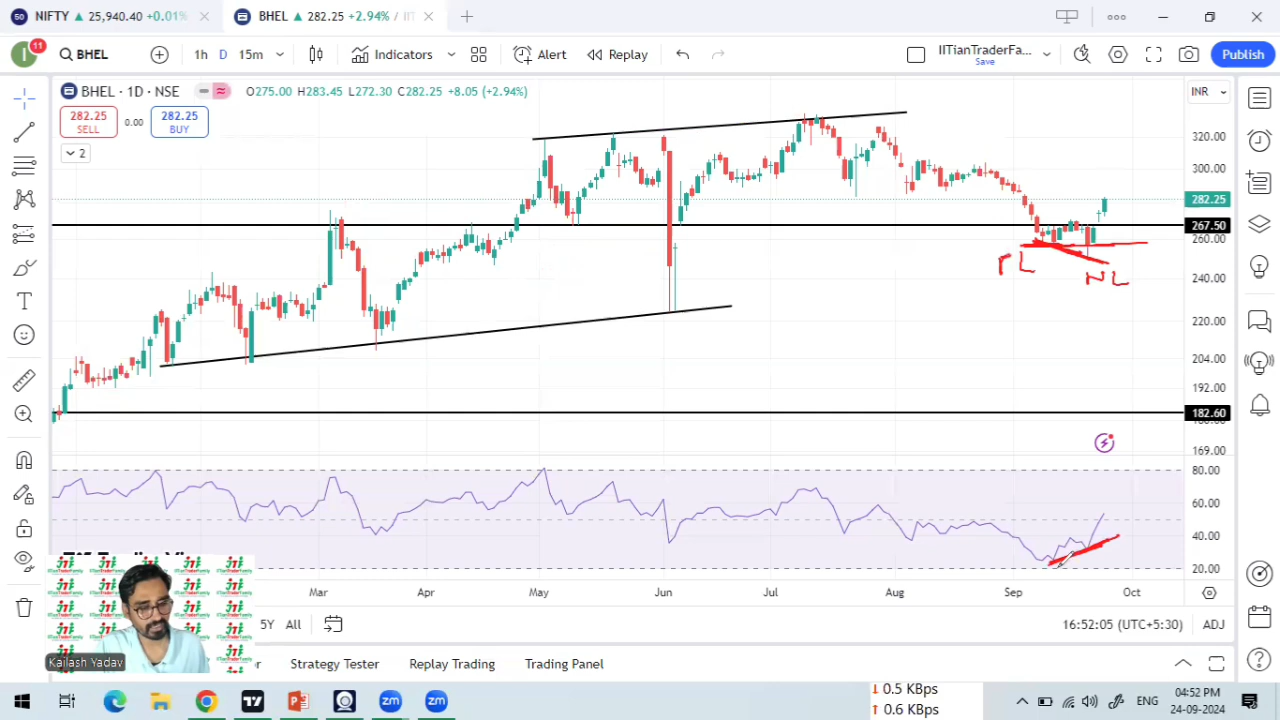 NIFTY ▲ 25,940.40 +0.01%
BHEL ▲ 282.25 +2.94% / IIT
11
BHEL 1h D 15m Indicators Alert Replay IITianTraderFa... Save Publish
BHEL · 1D · NSE O275.00 H283.45 L272.30 C282.25 +8.05 (+2.94%)
INR
282.25 SELL 0.00 282.25 BUY
2
320.00
300.00
282.25
267.50
260.00
240.00
220.00
204.00
192.00
182.60
169.00
80.00
60.00
40.00
20.00
NL
Mar Apr May Jun Jul Aug Sep Oct
5Y All 16:52:05 (UTC+5:30) ADJ
Strategy Tester Replay Testing Trading Panel
Kailash Yadav
0.5 KBps
0.6 KBps
ENG
04:52 PM
24-09-2024